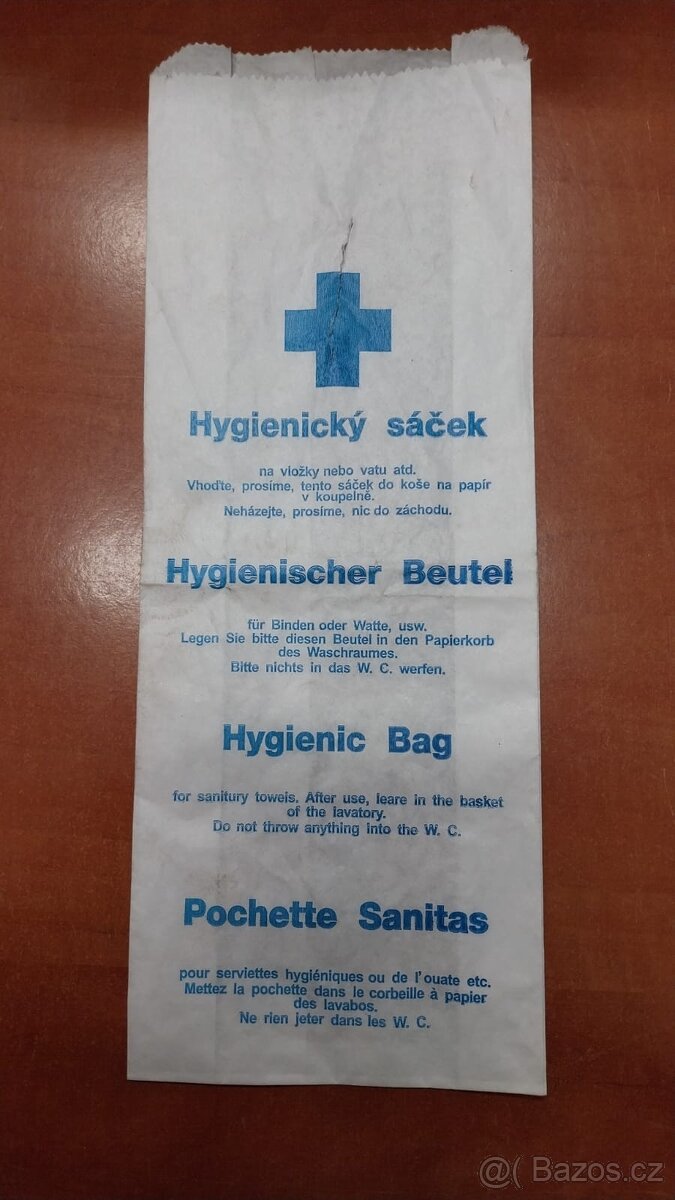 Hygienický sáček
na vložky nebo vatu atd.
Vhoďte, prosíme, tento sáček do koše na papír
v koupelně.
Neházejte, prosíme, nic do záchodu.
Hygienischer Beutel
für Binden oder Watte, usw.
Legen Sie bitte diesen Beutel in den Papierkorb
des Waschraumes.
Bitte nichts in das W. C. werfen.
Hygienic Bag
for sanitury towels. After use, leare in the basket
of the lavatory.
Do not throw anything into the W. C.
Pochette Sanitas
pour serviettes hygiéniques ou de l'ouate etc.
Mettez la pochette dans le corbeille à papier
des lavabos.
Ne rien jeter dans les W. C.
@( Bazos.cz